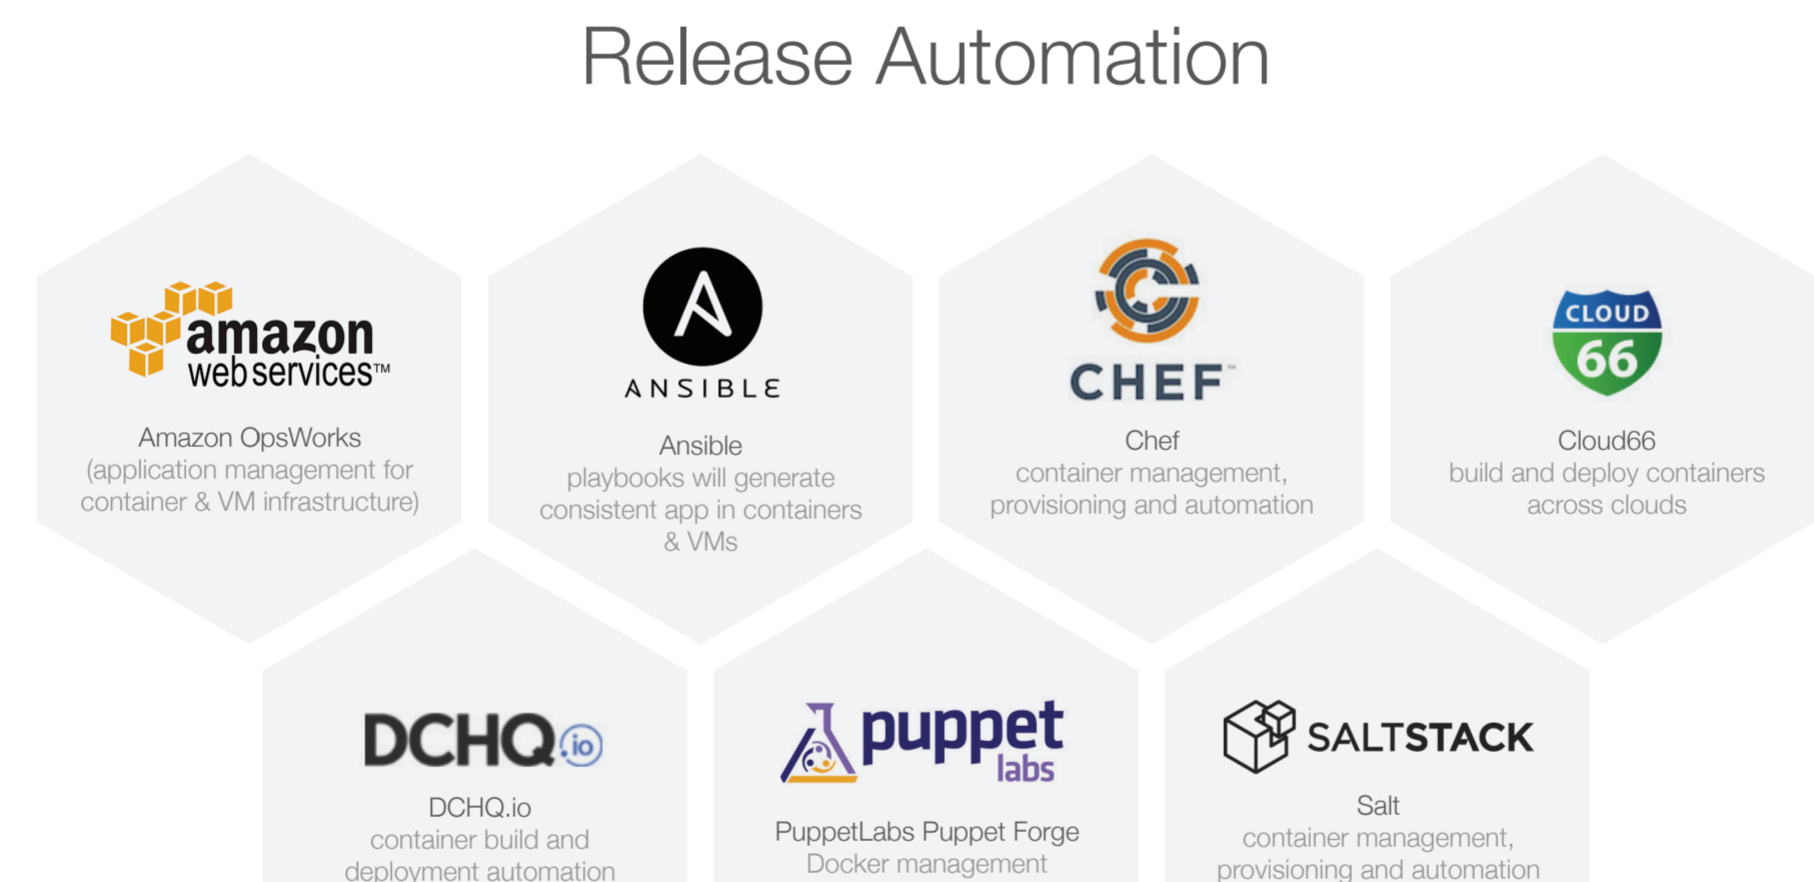 Release Automation
amazon
web services™
Amazon OpsWorks
(application management for
container & VM infrastructure)
ANSIBLE
Ansible
playbooks will generate
consistent app in containers
& VMs
CHEF™
Chef
container management,
provisioning and automation
CLOUD
66
Cloud66
build and deploy containers
across clouds
DCHQ.io
DCHQ.io
container build and
deployment automation
puppet
labs
PuppetLabs Puppet Forge
Docker management
SALTSTACK
Salt
container management,
provisioning and automation